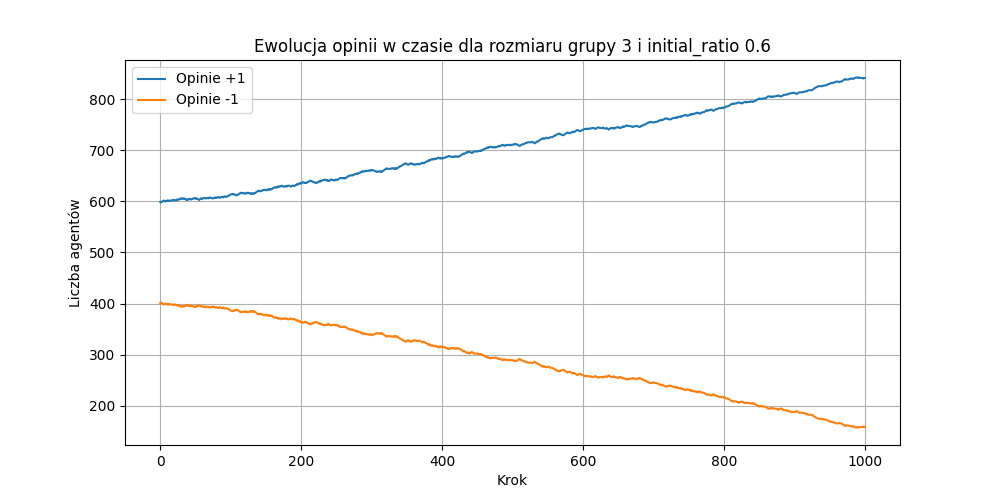 Ewolucja opinii w czasie dla rozmiaru grupy 3 i initial_ratio 0.6
Opinie +1
Opinie -1
Liczba agentów
800
700
600
500
400
300
200
0 200 400 600 800 1000
Krok